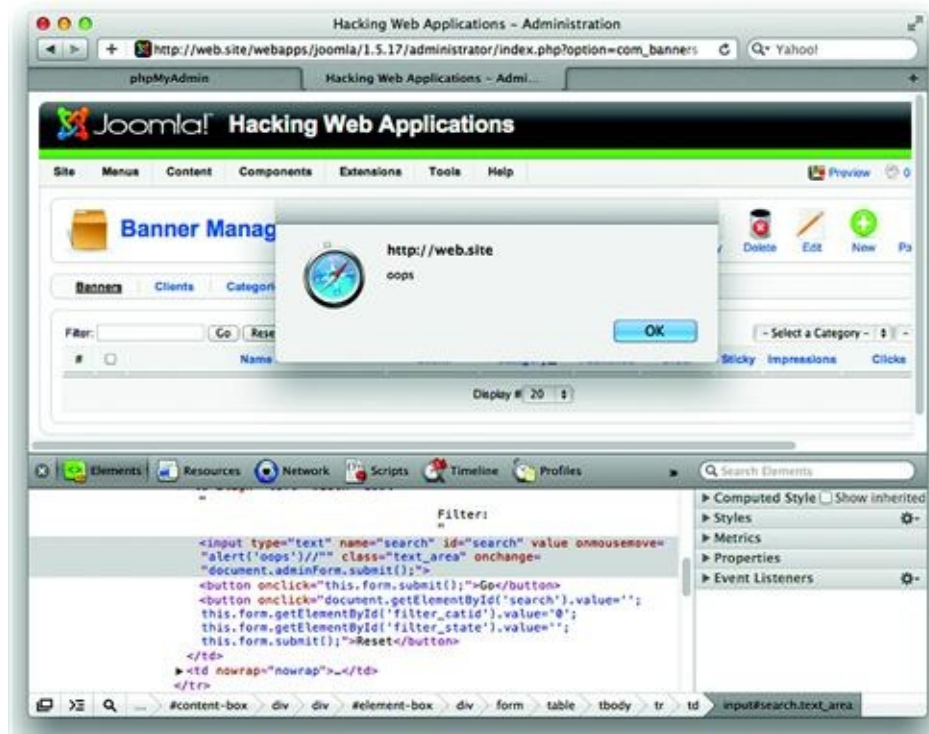 Hacking Web Applications – Administration
+ http://web.site/webapps/joomla/1.5.17/administrator/index.php?option=com_banners Yahoo!
phpMyAdmin Hacking Web Applications – Admi... +
Joomla! Hacking Web Applications
Site Menus Content Components Extensions Tools Help Preview 0
Banner Manag
Delete Edit New Pa
http://web.site
oops
OK
Banners Clients Categori
Filter: Go Rese - Select a Category - -
# Name Sticky Impressions Clicks
Display # 20
Elements Resources Network Scripts Timeline Profiles » Search Elements
Computed Style Show inherited
Styles
Metrics
Properties
Event Listeners
"
Filter:
"
<input type="text" name="search" id="search" value onmousemove=
"alert('oops')//"" class="text_area" onchange=
"document.adminForm.submit();">
<button onclick="this.form.submit();">Go</button>
<button onclick="document.getElementById('search').value='';
this.form.getElementById('filter_catid').value='0';
this.form.getElementById('filter_state').value='';
this.form.submit();">Reset</button>
</td>
<td nowrap="nowrap">…</td>
</tr>
... #content-box div div #element-box div form table tbody tr td input#search.text_area